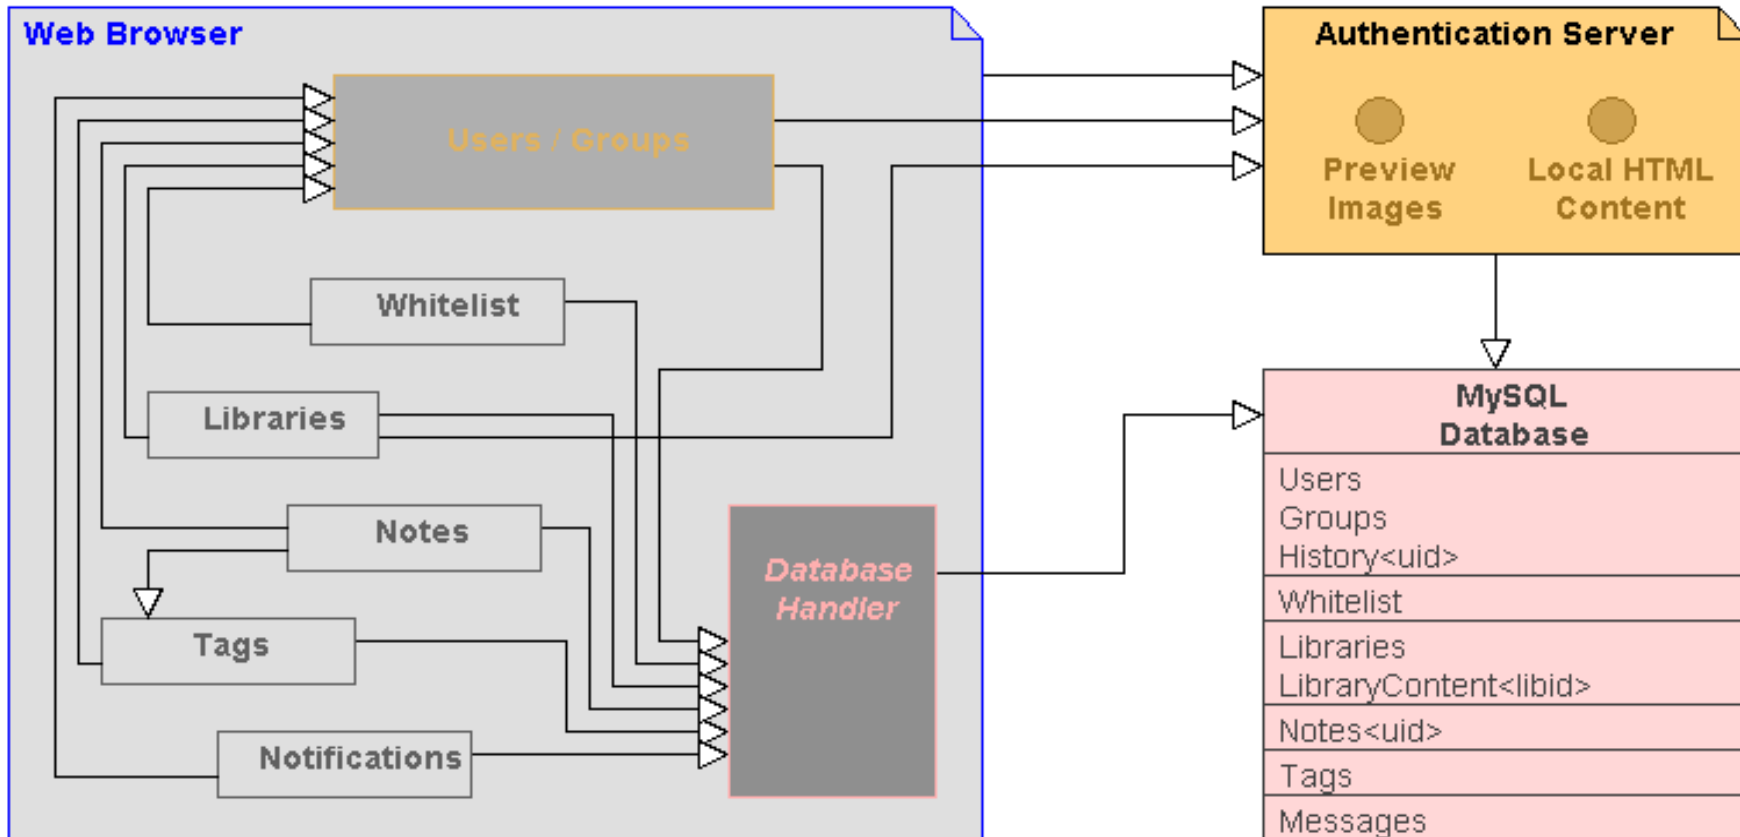 Web Browser
Users / Groups
Whitelist
Libraries
Notes
Tags
Notifications
Database
Handler
Authentication Server
Preview
Images
Local HTML
Content
MySQL
Database
Users
Groups
History<uid>
Whitelist
Libraries
LibraryContent<libid>
Notes<uid>
Tags
Messages